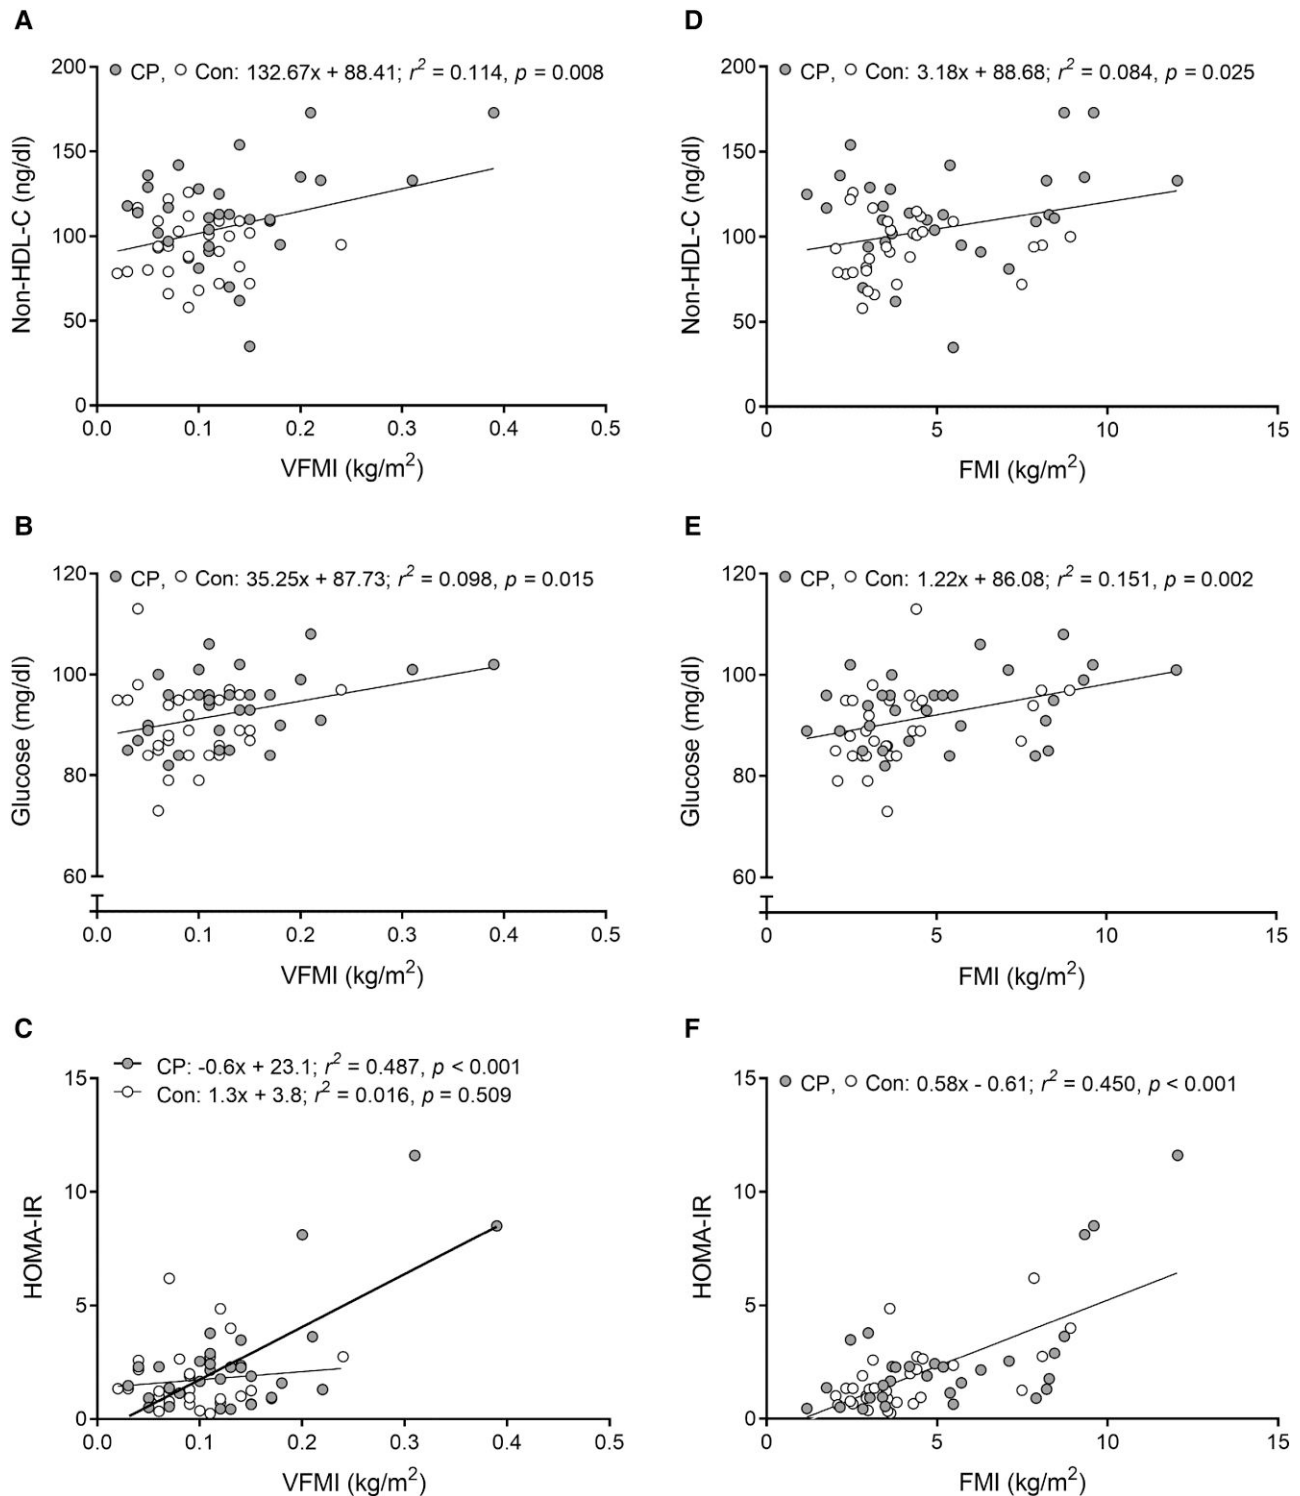 A
CP, Con: 132.67x + 88.41; r² = 0.114, p = 0.008
Non-HDL-C (ng/dl)
200
150
100
50
0
0.0 0.1 0.2 0.3 0.4 0.5
VFMI (kg/m²)
D
CP, Con: 3.18x + 88.68; r² = 0.084, p = 0.025
Non-HDL-C (ng/dl)
200
150
100
50
0
0 5 10 15
FMI (kg/m²)
B
CP, Con: 35.25x + 87.73; r² = 0.098, p = 0.015
Glucose (mg/dl)
120
100
80
60
0.0 0.1 0.2 0.3 0.4 0.5
VFMI (kg/m²)
E
CP, Con: 1.22x + 86.08; r² = 0.151, p = 0.002
Glucose (mg/dl)
120
100
80
60
0 5 10 15
FMI (kg/m²)
C
CP: -0.6x + 23.1; r² = 0.487, p < 0.001
Con: 1.3x + 3.8; r² = 0.016, p = 0.509
HOMA-IR
15
10
5
0
0.0 0.1 0.2 0.3 0.4 0.5
VFMI (kg/m²)
F
CP, Con: 0.58x - 0.61; r² = 0.450, p < 0.001
HOMA-IR
15
10
5
0
0 5 10 15
FMI (kg/m²)